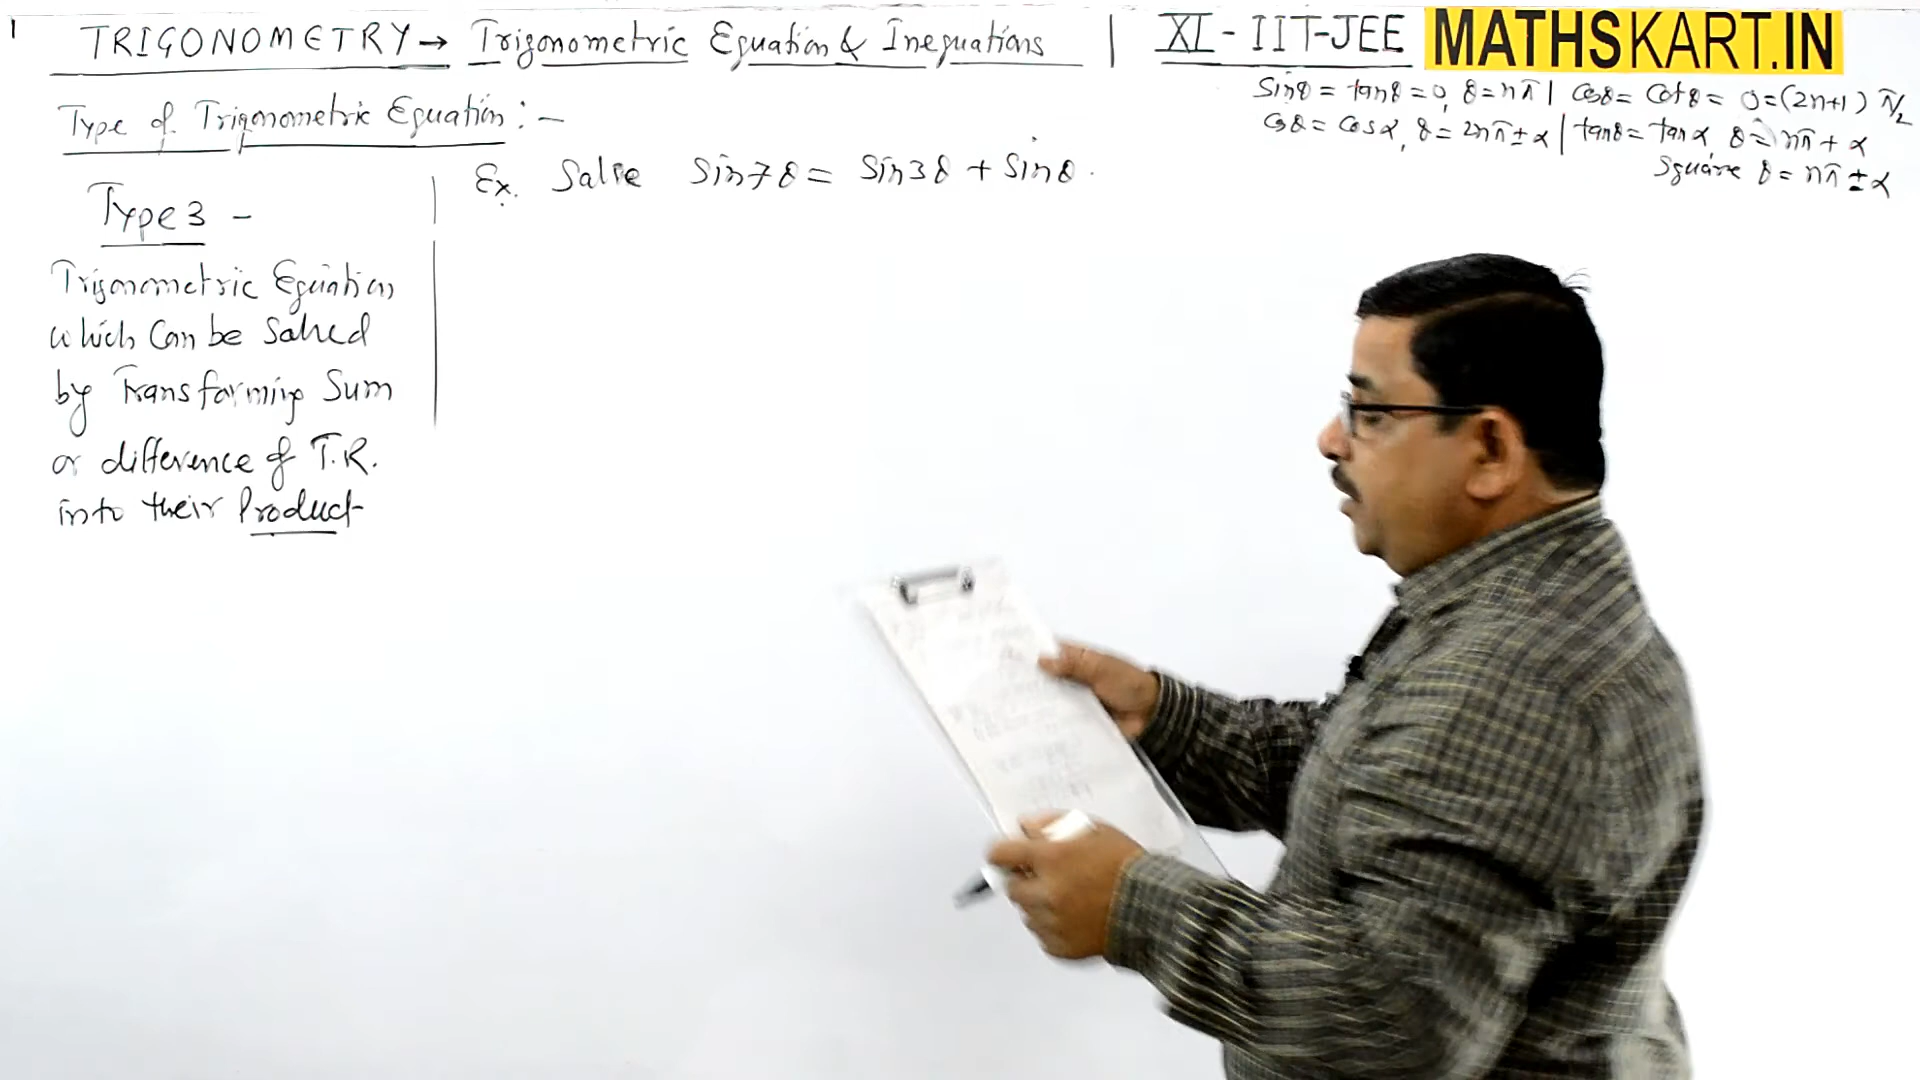 1
TRIGONOMETRY → Trigonometric Equation & Inequations | XI - IIT-JEE MATHSKART.IN
sinθ = tanθ = 0, θ = nπ | cosθ = cotθ = 0 = (2n+1) π/2
Type of Trigonometric Equation :-
cosθ = cosα, θ = 2nπ ± α | tanθ = tanα, θ = nπ + α
square θ = nπ ± α
Ex. Solve sin7θ = sin3θ + sinθ.
Type 3 -
Trigonometric Equation
which can be solved
by Transforming sum
or difference of T.R.
into their Product